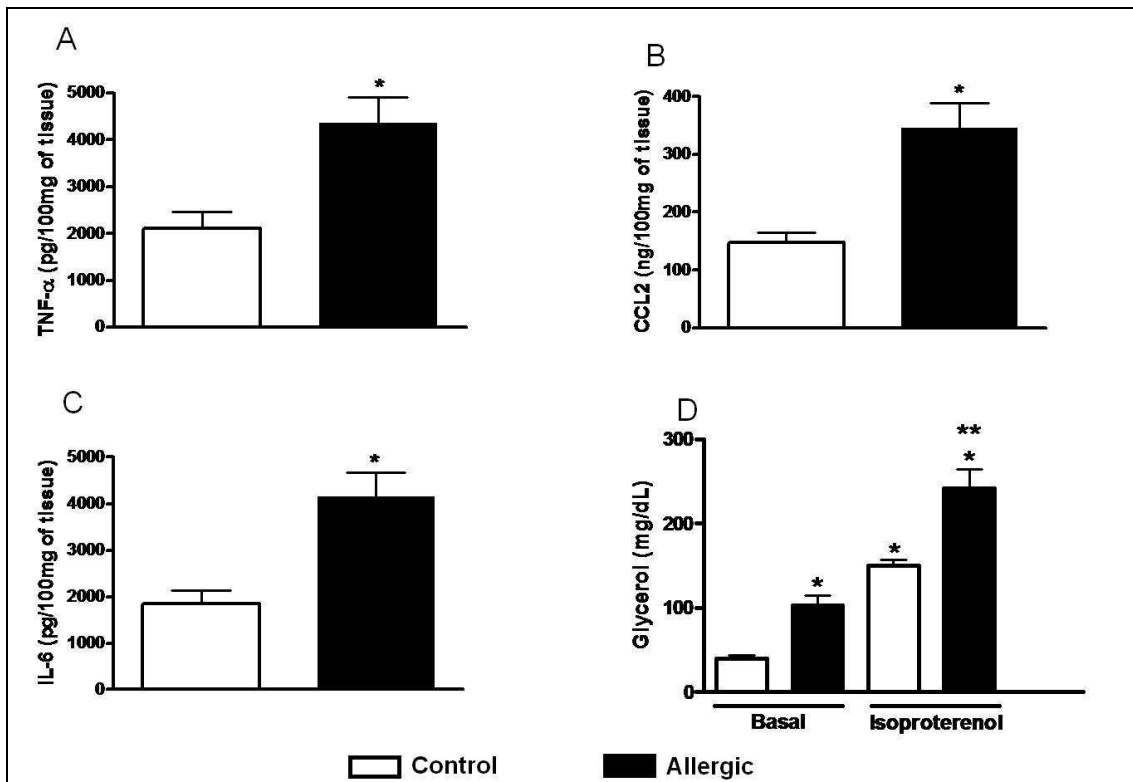 A
TNF-α (pg/100mg of tissue)
5000
4000
3000
2000
1000
0
*
B
CCL2 (ng/100mg of tissue)
400
300
200
100
0
*
C
IL-6 (pg/100mg of tissue)
5000
4000
3000
2000
1000
0
*
D
Glycerol (mg/dL)
300
200
100
0
*
*
**
*
Basal
Isoproterenol
Control
Allergic